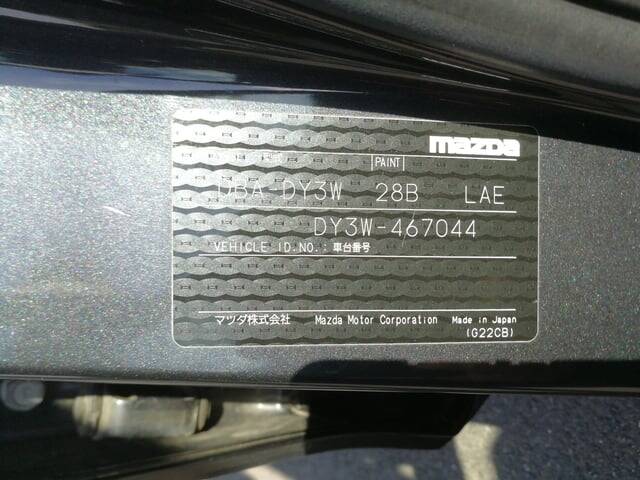 mazda
PAINT
DBA-DY3W 28B LAE
DY3W-467044
VEHICLE ID.NO.: 車台番号
マツダ株式会社 Mazda Motor Corporation Made in Japan
(G22CB)